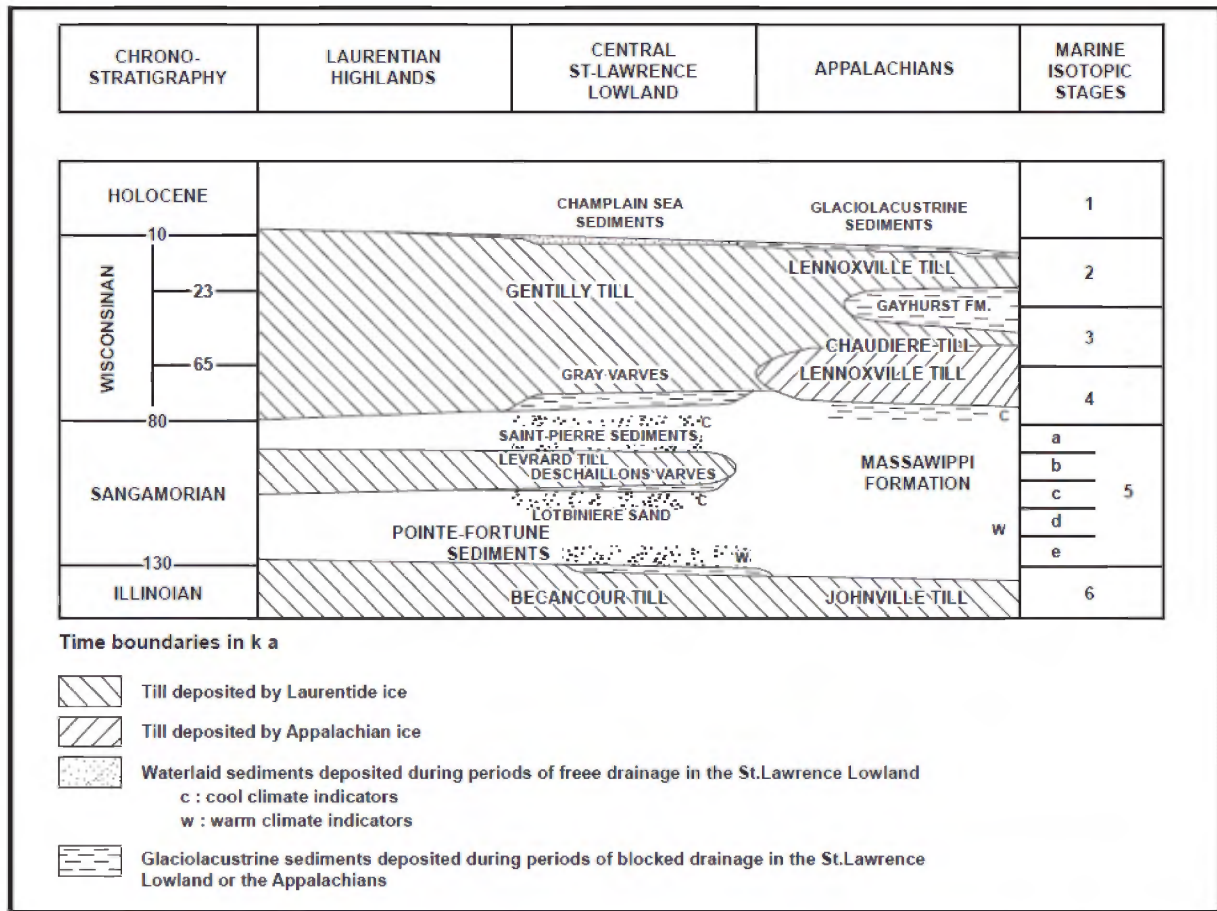 CHRONO-
STRATIGRAPHY
LAURENTIAN
HIGHLANDS
CENTRAL
ST-LAWRENCE
LOWLAND
APPALACHIANS
MARINE
ISOTOPIC
STAGES
HOLOCENE
10
WISCONSINAN
23
65
80
SANGAMORIAN
130
ILLINOIAN
CHAMPLAIN SEA
SEDIMENTS
GLACIOLACUSTRINE
SEDIMENTS
LENNOXVILLE TILL
GENTILLY TILL
GAYHURST FM.
CHAUDIERE TILL
GRAY VARVES
LENNOXVILLE TILL
C
C
SAINT-PIERRE SEDIMENTS
LEVRARD TILL
DESCHAILLONS VARVES
MASSAWIPPI
FORMATION
C
LOTBINIERE SAND
POINTE-FORTUNE
SEDIMENTS
W
W
BECANCOUR TILL
JOHNVILLE TILL
1
2
3
4
a
b
c
d
e
5
6
Time boundaries in k a
Till deposited by Laurentide ice
Till deposited by Appalachian ice
Waterlaid sediments deposited during periods of freee drainage in the St.Lawrence Lowland
c : cool climate indicators
w : warm climate indicators
Glaciolacustrine sediments deposited during periods of blocked drainage in the St.Lawrence
Lowland or the Appalachians